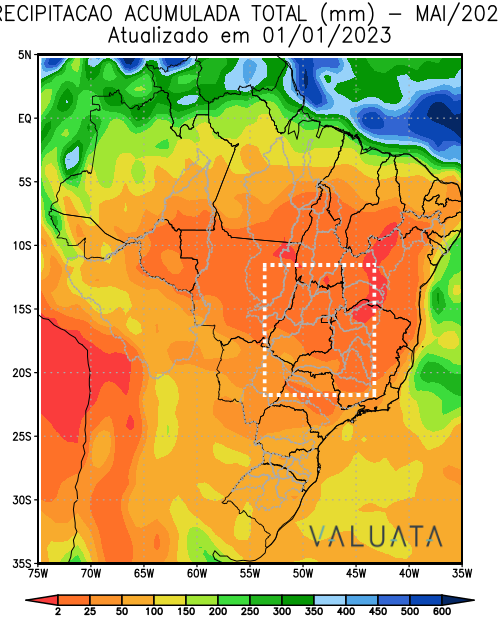 RECIPITACAO ACUMULADA TOTAL (mm) – MAI/202
Atualizado em 01/01/2023
5N
EQ
5S
10S
15S
20S
25S
30S
35S
VALUATA
75W 70W 65W 60W 55W 50W 45W 40W 35W
2 25 50 100 150 200 250 300 350 400 450 500 600